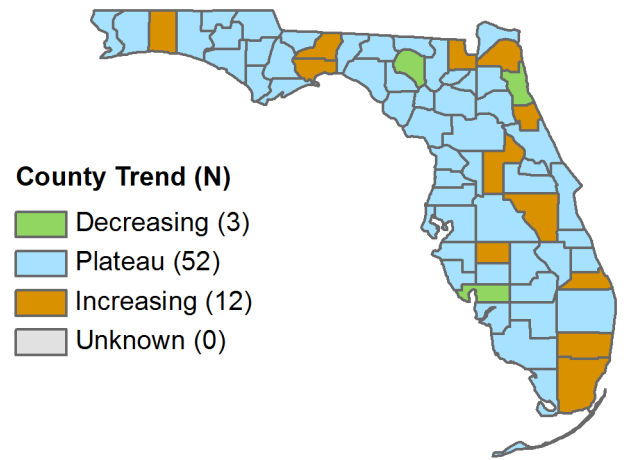 County Trend (N)
Decreasing (3)
Plateau (52)
Increasing (12)
Unknown (0)